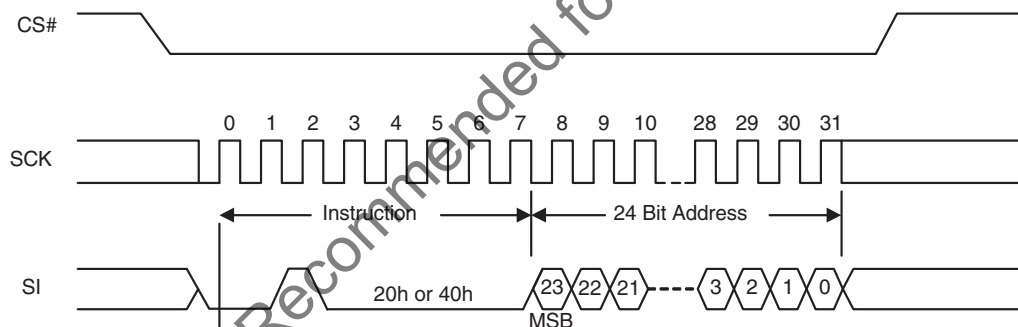 CS#
0 1 2 3 4 5 6 7 8 9 10 28 29 30 31
SCK
Instruction 24 Bit Address
SI 20h or 40h 23 22 21 3 2 1 0
MSB
Recommended for